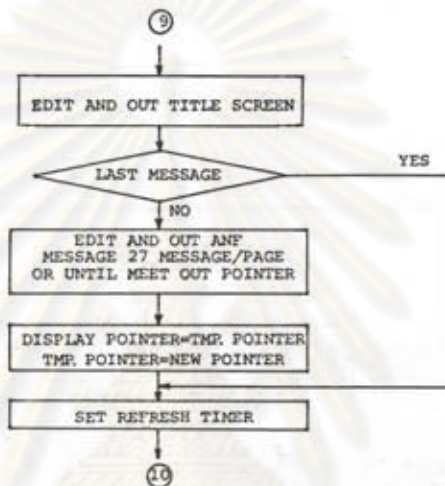 9
EDIT AND OUT TITLE SCREEN
LAST MESSAGE
YES
NO
EDIT AND OUT ANF
MESSAGE 27 MESSAGE/PAGE
OR UNTIL MEET OUT POINTER
DISPLAY POINTER=TMP. POINTER
TMP. POINTER=NEW POINTER
SET REFRESH TIMER
10